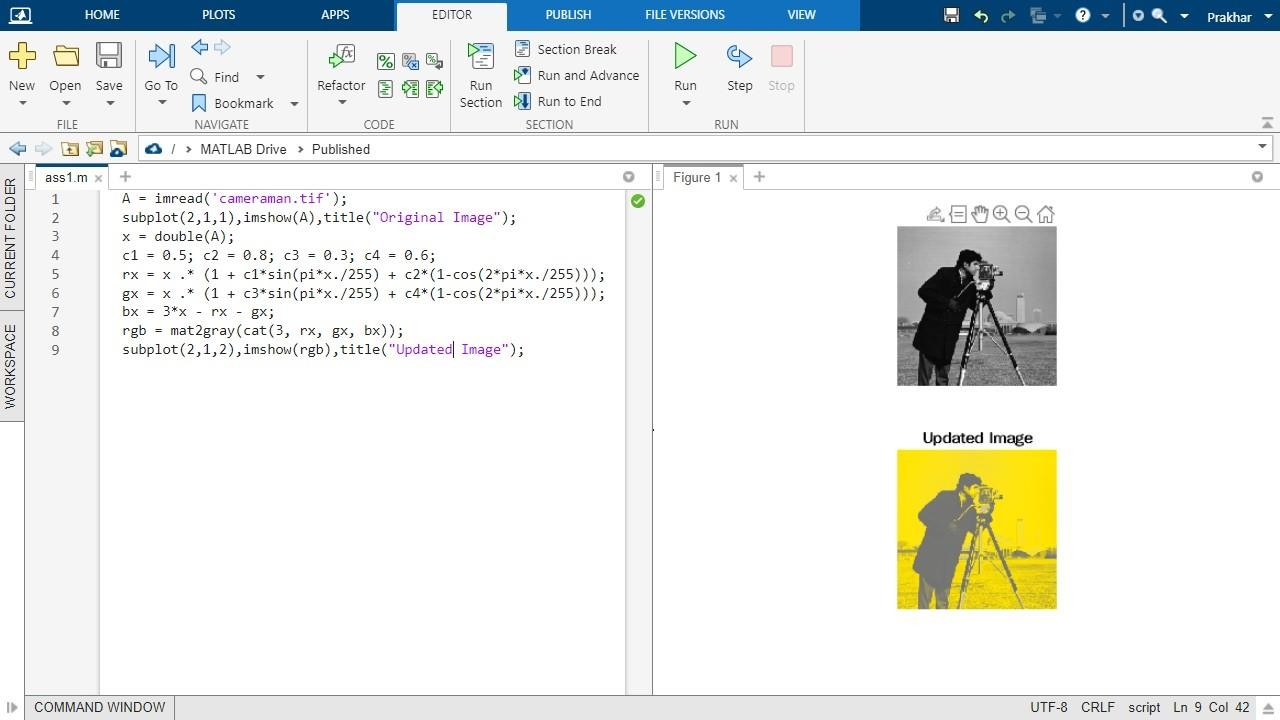 HOME PLOTS APPS EDITOR PUBLISH FILE VERSIONS VIEW Prakhar
New Open Save Go To Find Bookmark Refactor Run Section Section Break Run and Advance Run to End Run Step Stop
FILE NAVIGATE CODE SECTION RUN
/ › MATLAB Drive › Published
CURRENT FOLDER
WORKSPACE
ass1.m × +
1 A = imread('cameraman.tif');
2 subplot(2,1,1),imshow(A),title("Original Image");
3 x = double(A);
4 c1 = 0.5; c2 = 0.8; c3 = 0.3; c4 = 0.6;
5 rx = x .* (1 + c1*sin(pi*x./255) + c2*(1-cos(2*pi*x./255)));
6 gx = x .* (1 + c3*sin(pi*x./255) + c4*(1-cos(2*pi*x./255)));
7 bx = 3*x - rx - gx;
8 rgb = mat2gray(cat(3, rx, gx, bx));
9 subplot(2,1,2),imshow(rgb),title("Updated Image");
Figure 1 × +
Updated Image
COMMAND WINDOW
UTF-8 CRLF script Ln 9 Col 42